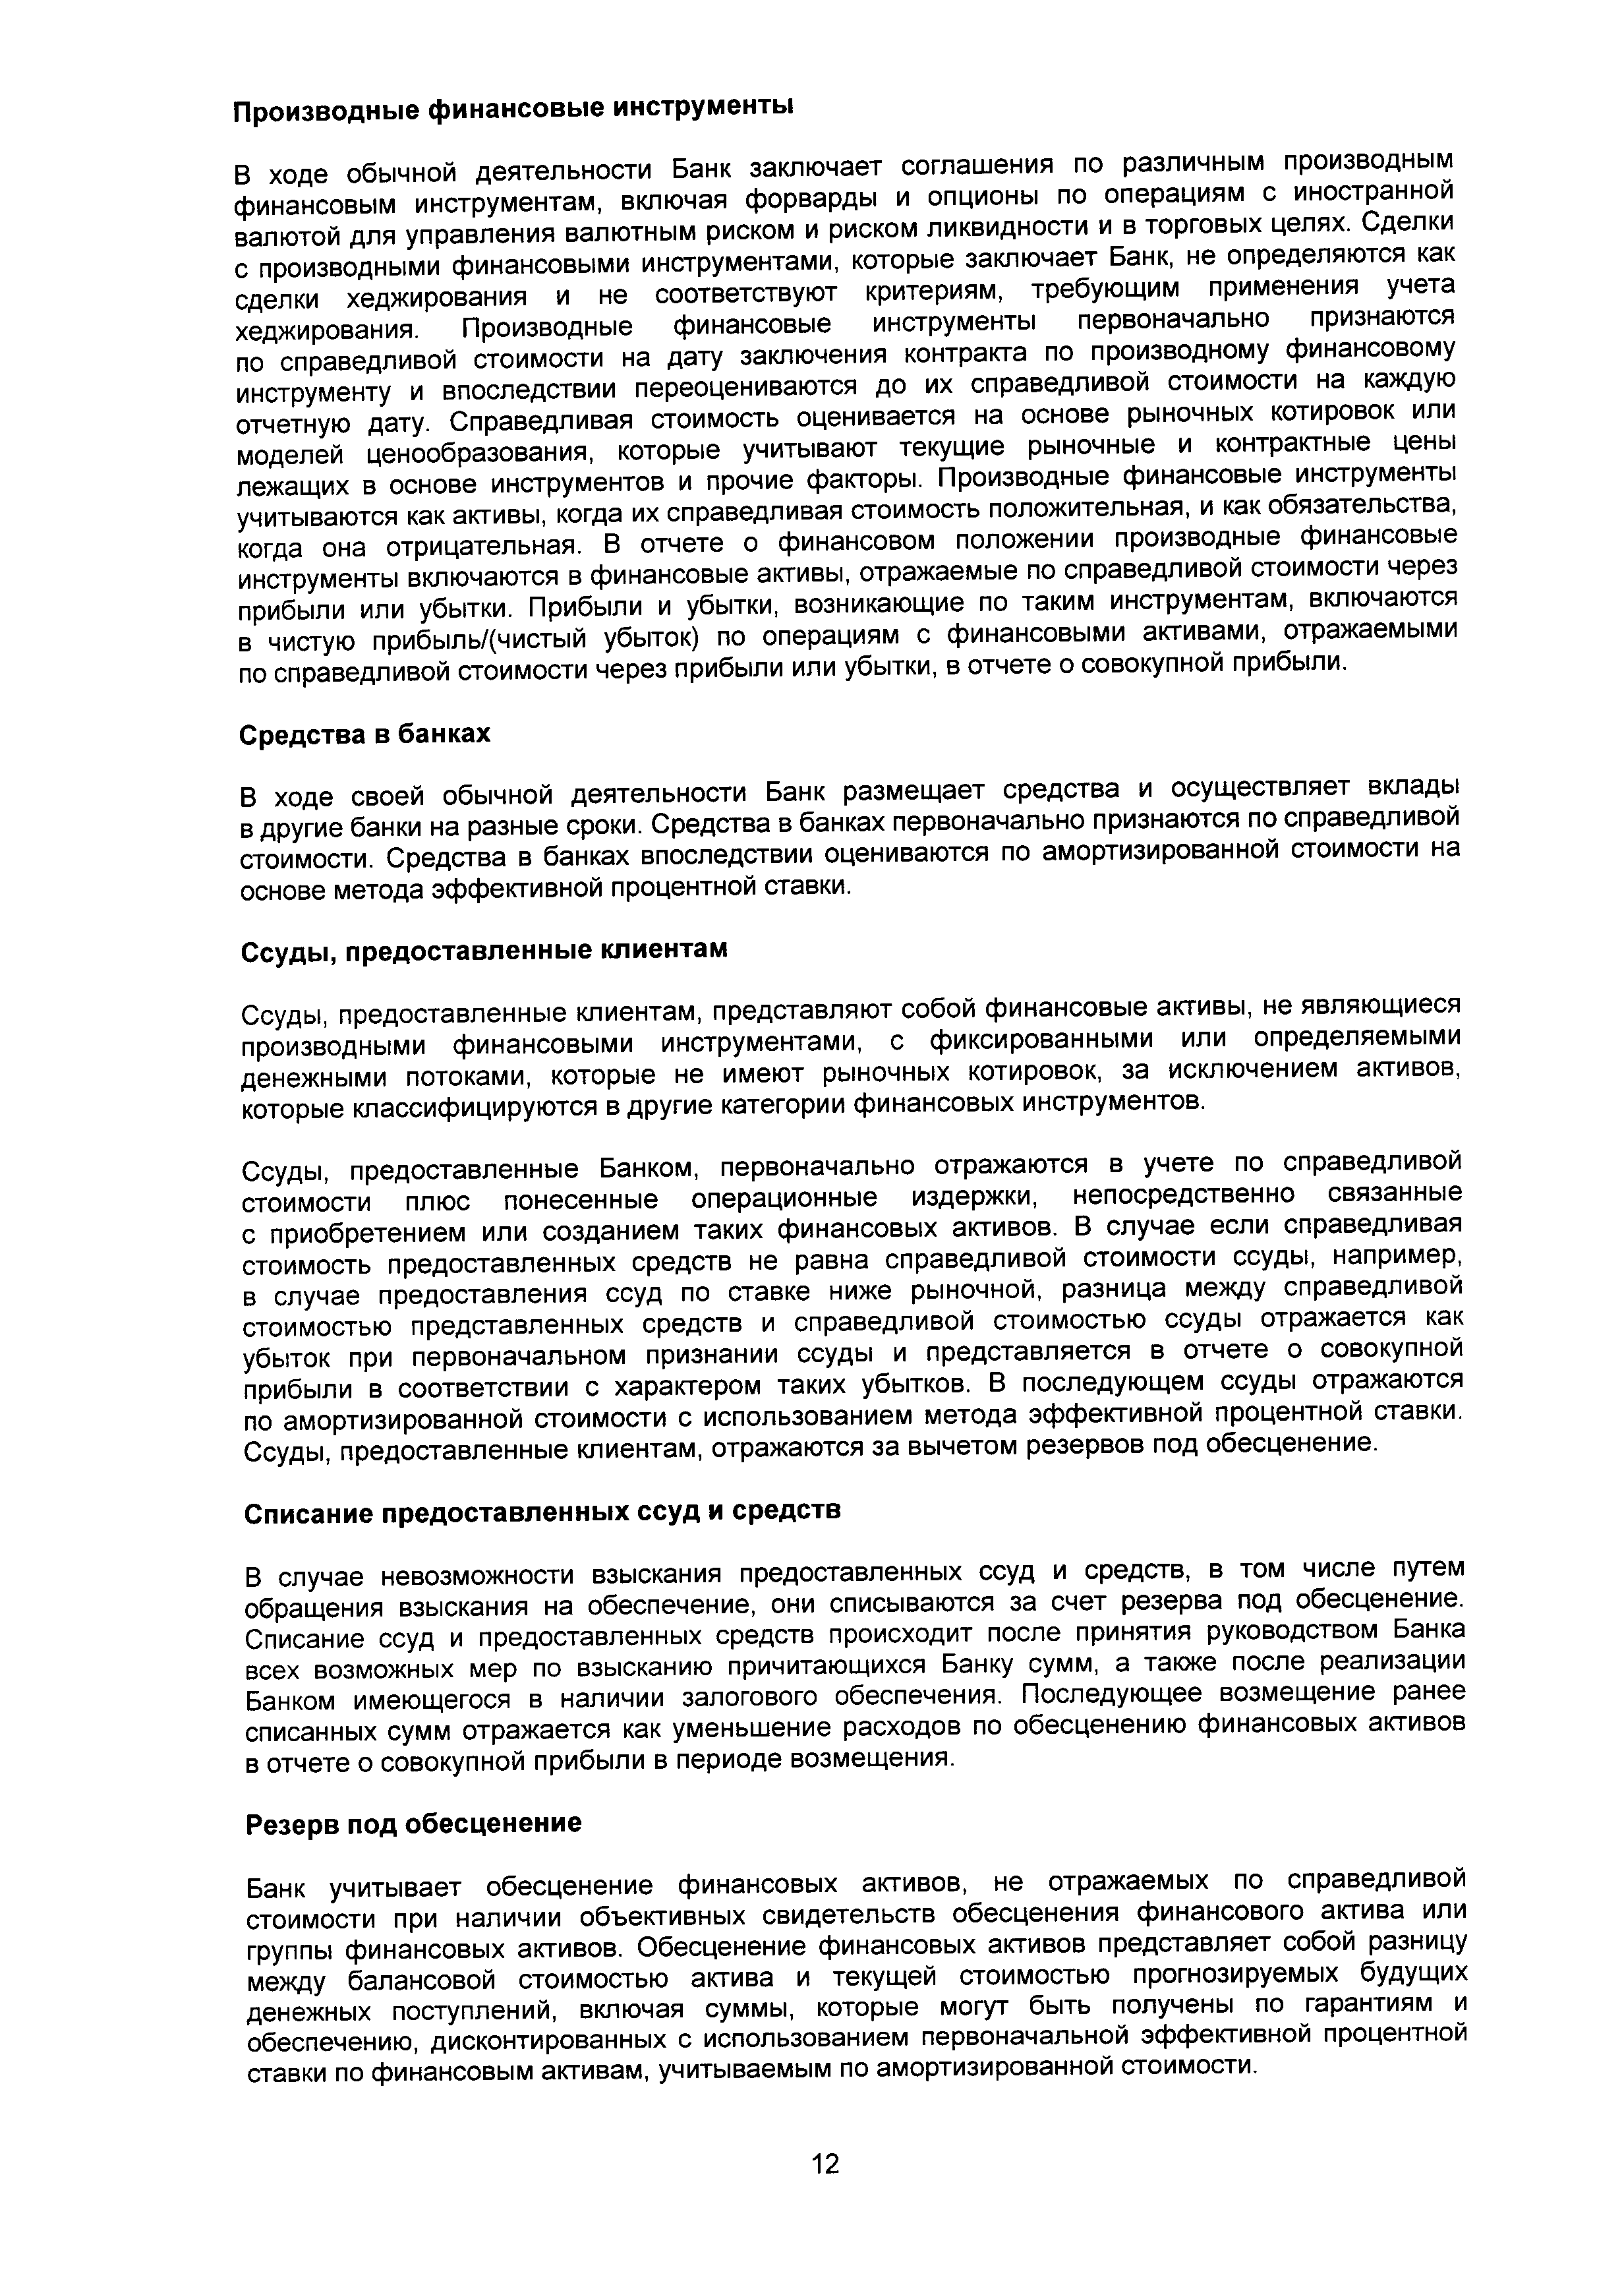 Производные финансовые инструменты
В ходе обычной деятельности Банк заключает соглашения по различным производным
финансовым инструментам, включая форварды и опционы по операциям с иностранной
валютой для управления валютным риском и риском ликвидности и в торговых целях. Сделки
с производными финансовыми инструментами, которые заключает Банк, не определяются как
сделки хеджирования и не соответствуют критериям, требующим применения учета
хеджирования. Производные финансовые инструменты первоначально признаются
по справедливой стоимости на дату заключения контракта по производному финансовому
инструменту и впоследствии переоцениваются до их справедливой стоимости на каждую
отчетную дату. Справедливая стоимость оценивается на основе рыночных котировок или
моделей ценообразования, которые учитывают текущие рыночные и контрактные цены
лежащих в основе инструментов и прочие факторы. Производные финансовые инструменты
учитываются как активы, когда их справедливая стоимость положительная, и как обязательства,
когда она отрицательная. В отчете о финансовом положении производные финансовые
инструменты включаются в финансовые активы, отражаемые по справедливой стоимости через
прибыли или убытки. Прибыли и убытки, возникающие по таким инструментам, включаются
в чистую прибыль/(чистый убыток) по операциям с финансовыми активами, отражаемыми
по справедливой стоимости через прибыли или убытки, в отчете о совокупной прибыли.
Средства в банках
В ходе своей обычной деятельности Банк размещает средства и осуществляет вклады
в другие банки на разные сроки. Средства в банках первоначально признаются по справедливой
стоимости. Средства в банках впоследствии оцениваются по амортизированной стоимости на
основе метода эффективной процентной ставки.
Ссуды, предоставленные клиентам
Ссуды, предоставленные клиентам, представляют собой финансовые активы, не являющиеся
производными финансовыми инструментами, с фиксированными или определяемыми
денежными потоками, которые не имеют рыночных котировок, за исключением активов,
которые классифицируются в другие категории финансовых инструментов.
Ссуды, предоставленные Банком, первоначально отражаются в учете по справедливой
стоимости плюс понесенные операционные издержки, непосредственно связанные
с приобретением или созданием таких финансовых активов. В случае если справедливая
стоимость предоставленных средств не равна справедливой стоимости ссуды, например,
в случае предоставления ссуд по ставке ниже рыночной, разница между справедливой
стоимостью представленных средств и справедливой стоимостью ссуды отражается как
убыток при первоначальном признании ссуды и представляется в отчете о совокупной
прибыли в соответствии с характером таких убытков. В последующем ссуды отражаются
по амортизированной стоимости с использованием метода эффективной процентной ставки.
Ссуды, предоставленные клиентам, отражаются за вычетом резервов под обесценение.
Списание предоставленных ссуд и средств
В случае невозможности взыскания предоставленных ссуд и средств, в том числе путем
обращения взыскания на обеспечение, они списываются за счет резерва под обесценение.
Списание ссуд и предоставленных средств происходит после принятия руководством Банка
всех возможных мер по взысканию причитающихся Банку сумм, а также после реализации
Банком имеющегося в наличии залогового обеспечения. Последующее возмещение ранее
списанных сумм отражается как уменьшение расходов по обесценению финансовых активов
в отчете о совокупной прибыли в периоде возмещения.
Резерв под обесценение
Банк учитывает обесценение финансовых активов, не отражаемых по справедливой
стоимости при наличии объективных свидетельств обесценения финансового актива или
группы финансовых активов. Обесценение финансовых активов представляет собой разницу
между балансовой стоимостью актива и текущей стоимостью прогнозируемых будущих
денежных поступлений, включая суммы, которые могут быть получены по гарантиям и
обеспечению, дисконтированных с использованием первоначальной эффективной процентной
ставки по финансовым активам, учитываемым по амортизированной стоимости.
12